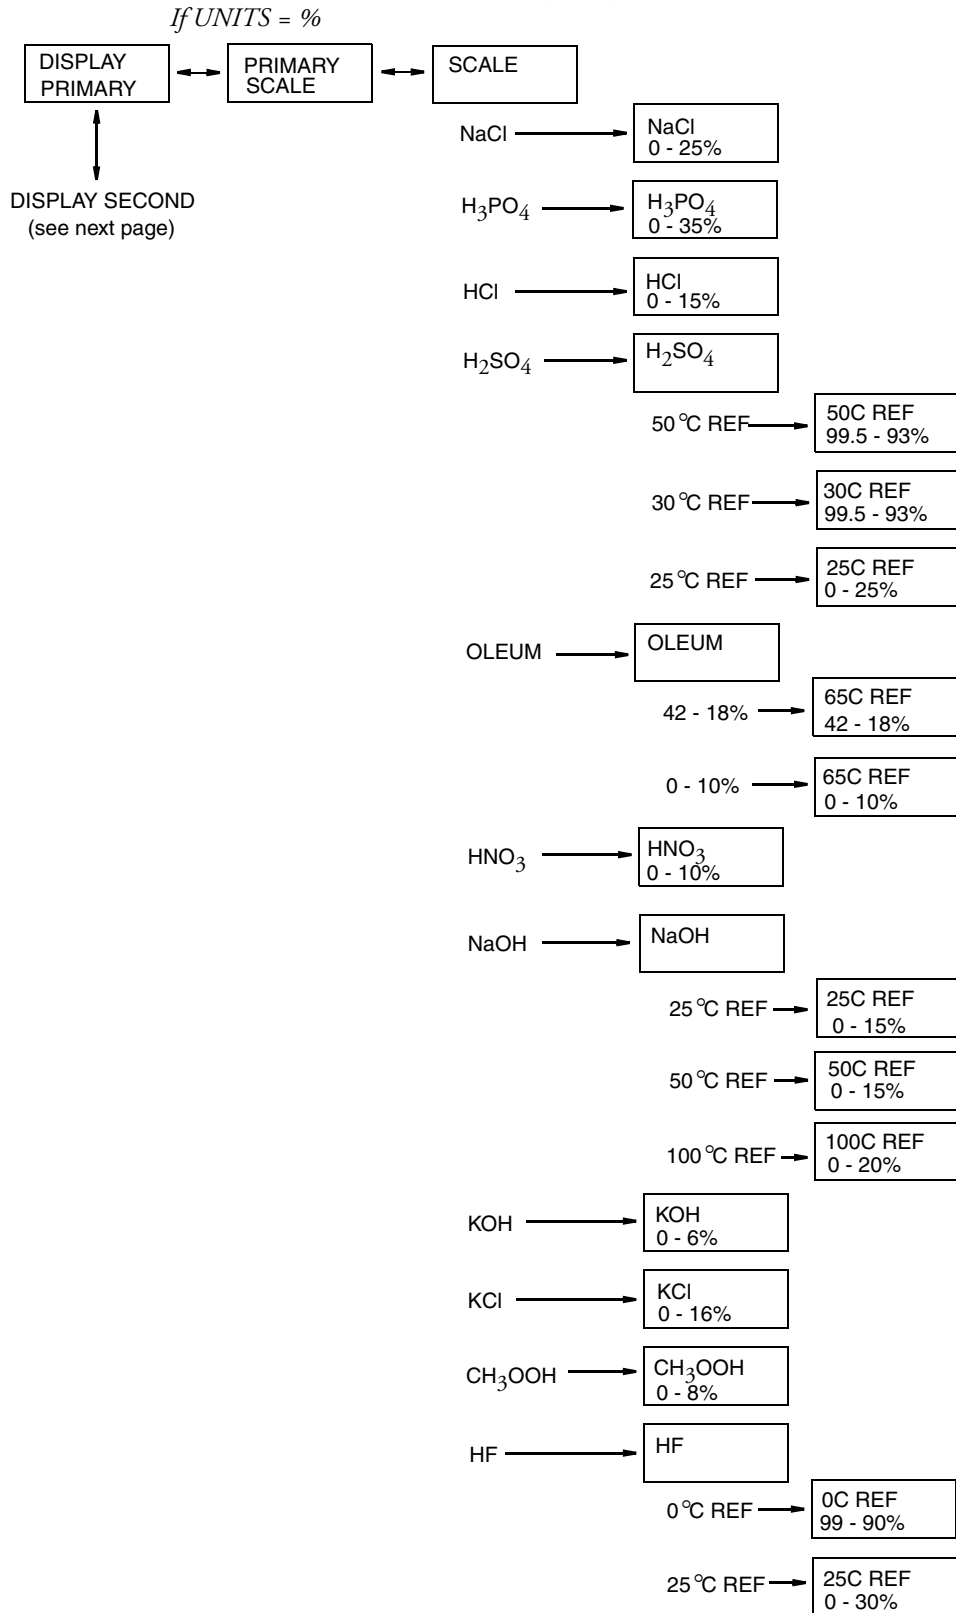 If UNITS = %
DISPLAY
PRIMARY
PRIMARY
SCALE
SCALE
DISPLAY SECOND
(see next page)
NaCl
NaCl
0 - 25%
H₃PO₄
H₃PO₄
0 - 35%
HCl
HCl
0 - 15%
H₂SO₄
H₂SO₄
50 °C REF
50C REF
99.5 - 93%
30 °C REF
30C REF
99.5 - 93%
25 °C REF
25C REF
0 - 25%
OLEUM
OLEUM
42 - 18%
65C REF
42 - 18%
0 - 10%
65C REF
0 - 10%
HNO₃
HNO₃
0 - 10%
NaOH
NaOH
25 °C REF
25C REF
0 - 15%
50 °C REF
50C REF
0 - 15%
100 °C REF
100C REF
0 - 20%
KOH
KOH
0 - 6%
KCl
KCl
0 - 16%
CH₃OOH
CH₃OOH
0 - 8%
HF
HF
0 °C REF
0C REF
99 - 90%
25 °C REF
25C REF
0 - 30%